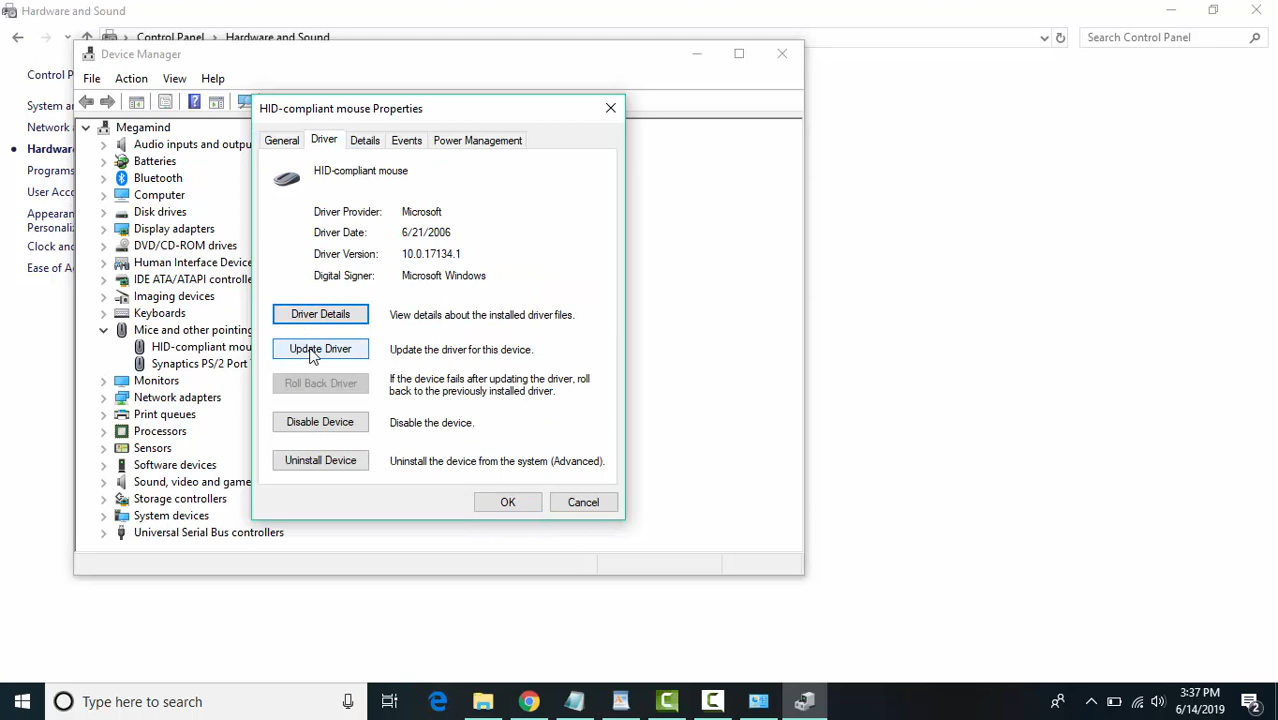 Hardware and Sound
Control Panel
Hardware and Sound
Search Control Panel
Control P
System an
Network a
Hardwar
Programs
User Acco
Appearan
Personaliz
Clock and
Ease of Ac
Device Manager
File Action View Help
Megamind
Audio inputs and outpu
Batteries
Bluetooth
Computer
Disk drives
Display adapters
DVD/CD-ROM drives
Human Interface Device
IDE ATA/ATAPI controlle
Imaging devices
Keyboards
Mice and other pointing
HID-compliant mou
Synaptics PS/2 Port T
Monitors
Network adapters
Print queues
Processors
Sensors
Software devices
Sound, video and game
Storage controllers
System devices
Universal Serial Bus controllers
HID-compliant mouse Properties
General Driver Details Events Power Management
HID-compliant mouse
Driver Provider: Microsoft
Driver Date: 6/21/2006
Driver Version: 10.0.17134.1
Digital Signer: Microsoft Windows
Driver Details View details about the installed driver files.
Update Driver Update the driver for this device.
Roll Back Driver If the device fails after updating the driver, roll
back to the previously installed driver.
Disable Device Disable the device.
Uninstall Device Uninstall the device from the system (Advanced).
OK Cancel
Type here to search
3:37 PM
6/14/2019
2